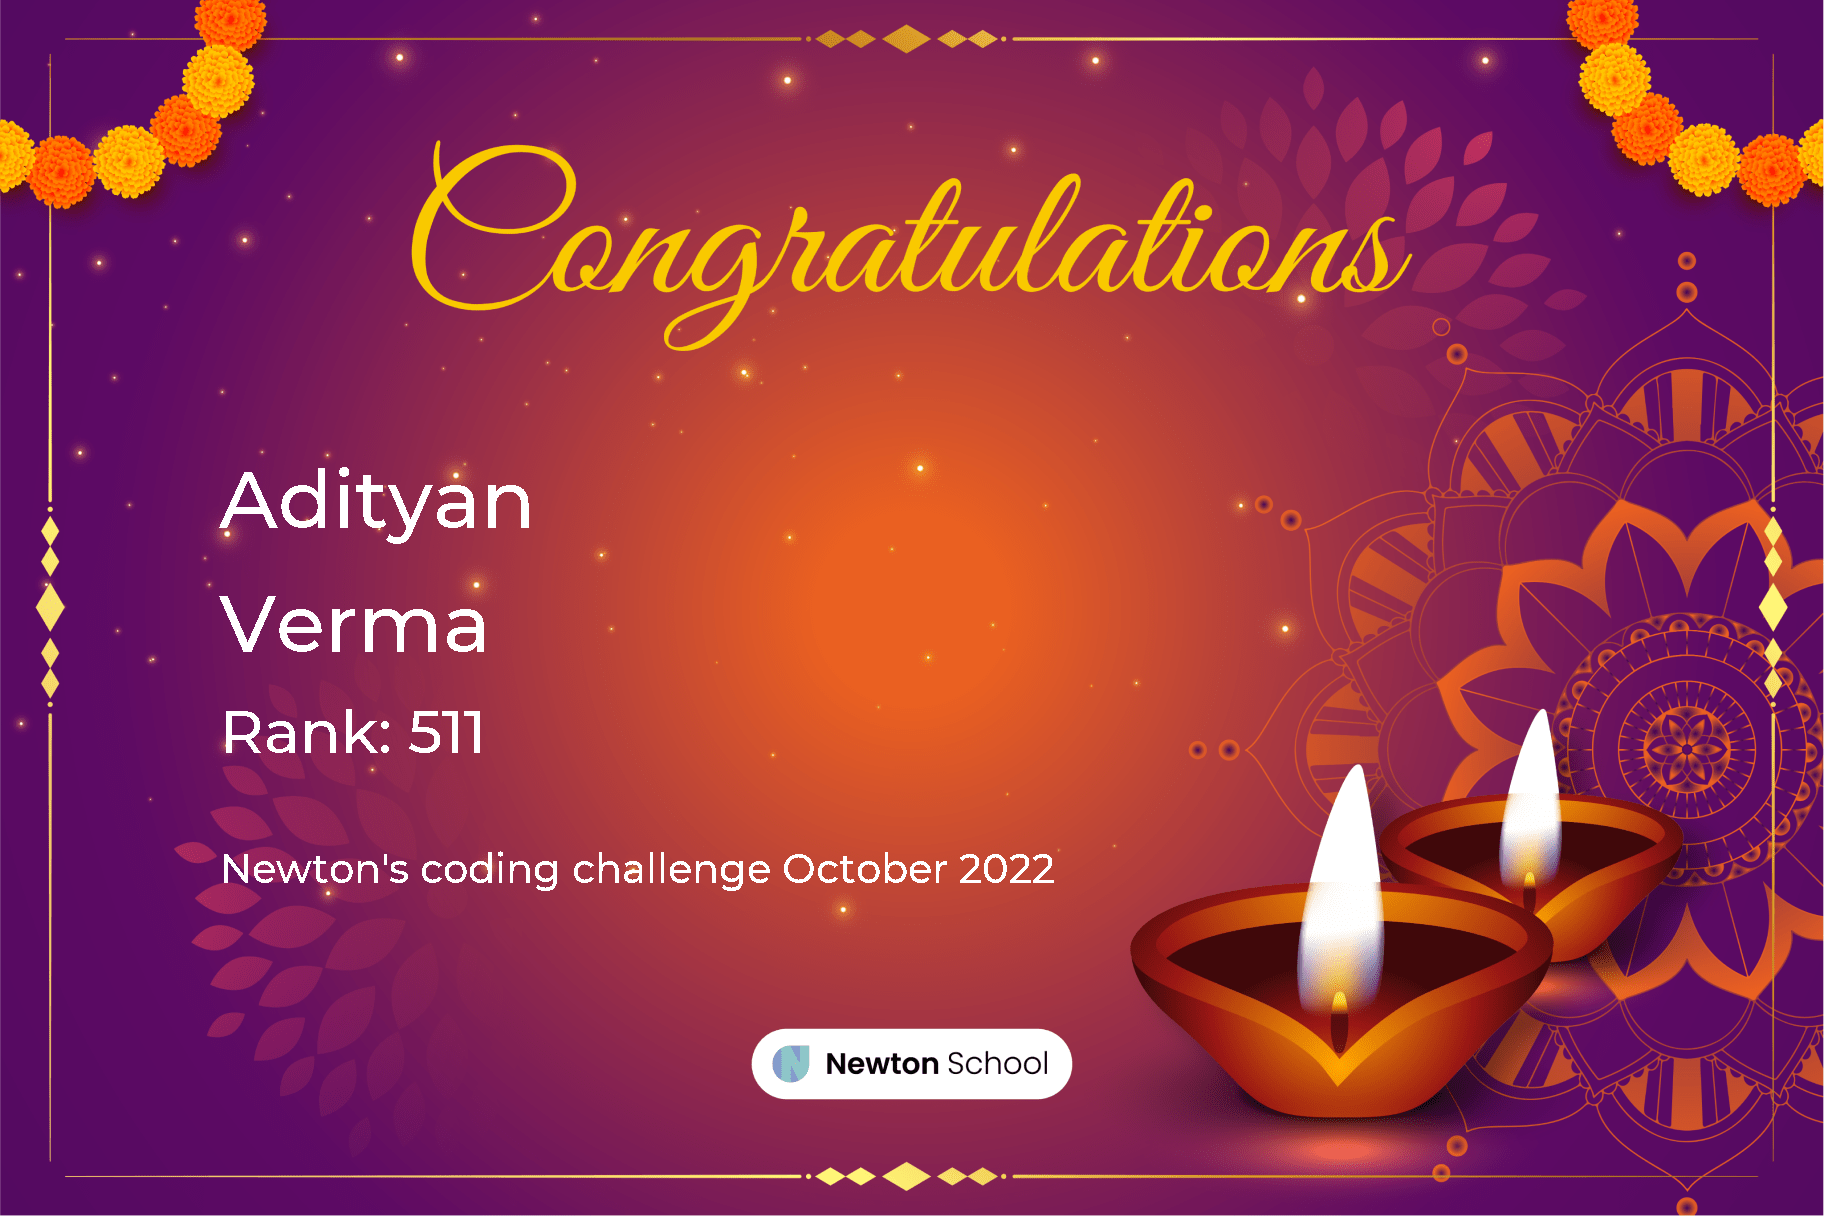 Congratulations
Adityan
Verma
Rank: 511
Newton's coding challenge October 2022
Newton School